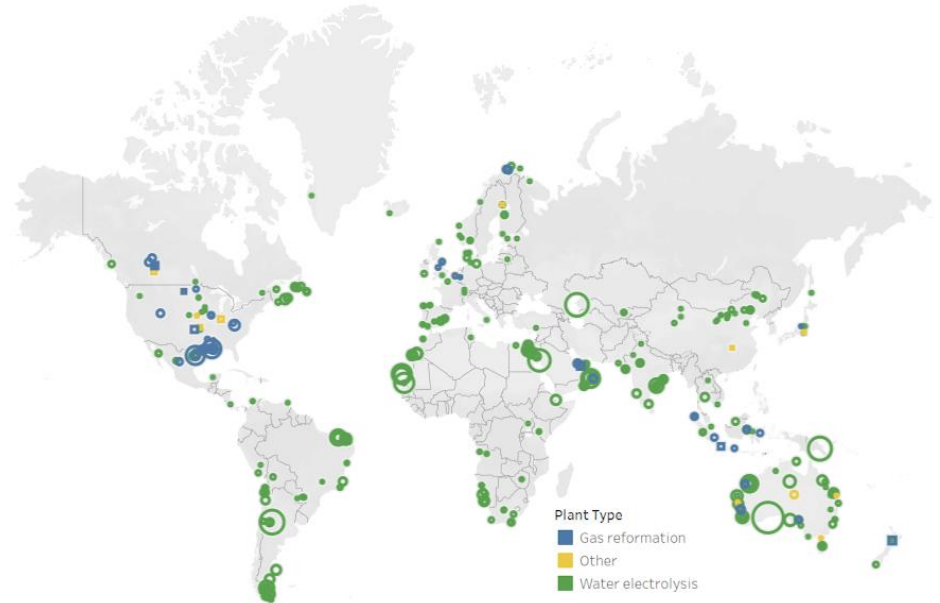 Plant Type
Gas reformation
Other
Water electrolysis